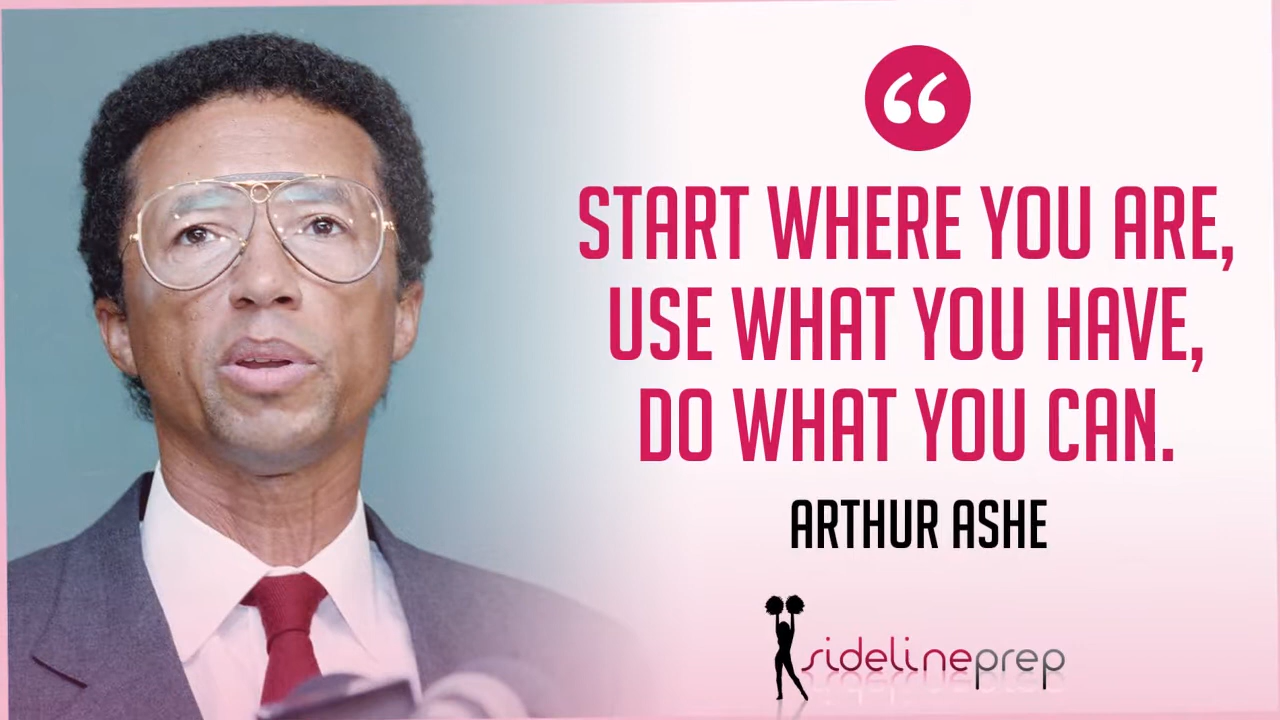 “
START WHERE YOU ARE,
USE WHAT YOU HAVE,
DO WHAT YOU CAN.
ARTHUR ASHE
sidelineprep